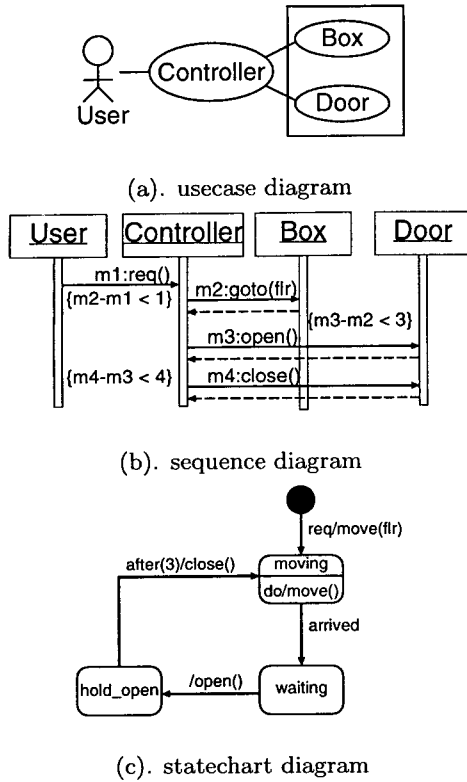 Box
Controller
Door
User
(a). usecase diagram
User Controller Box Door
m1:req()
{m2-m1 < 1} m2:goto(flr)
{m3-m2 < 3}
m3:open()
{m4-m3 < 4} m4:close()
(b). sequence diagram
req/move(flr)
after(3)/close() moving
do/move()
arrived
/open()
hold_open waiting
(c). statechart diagram